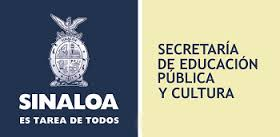 SINALOA
ES TAREA DE TODOS
SECRETARÍA
DE EDUCACIÓN
PÚBLICA
Y CULTURA